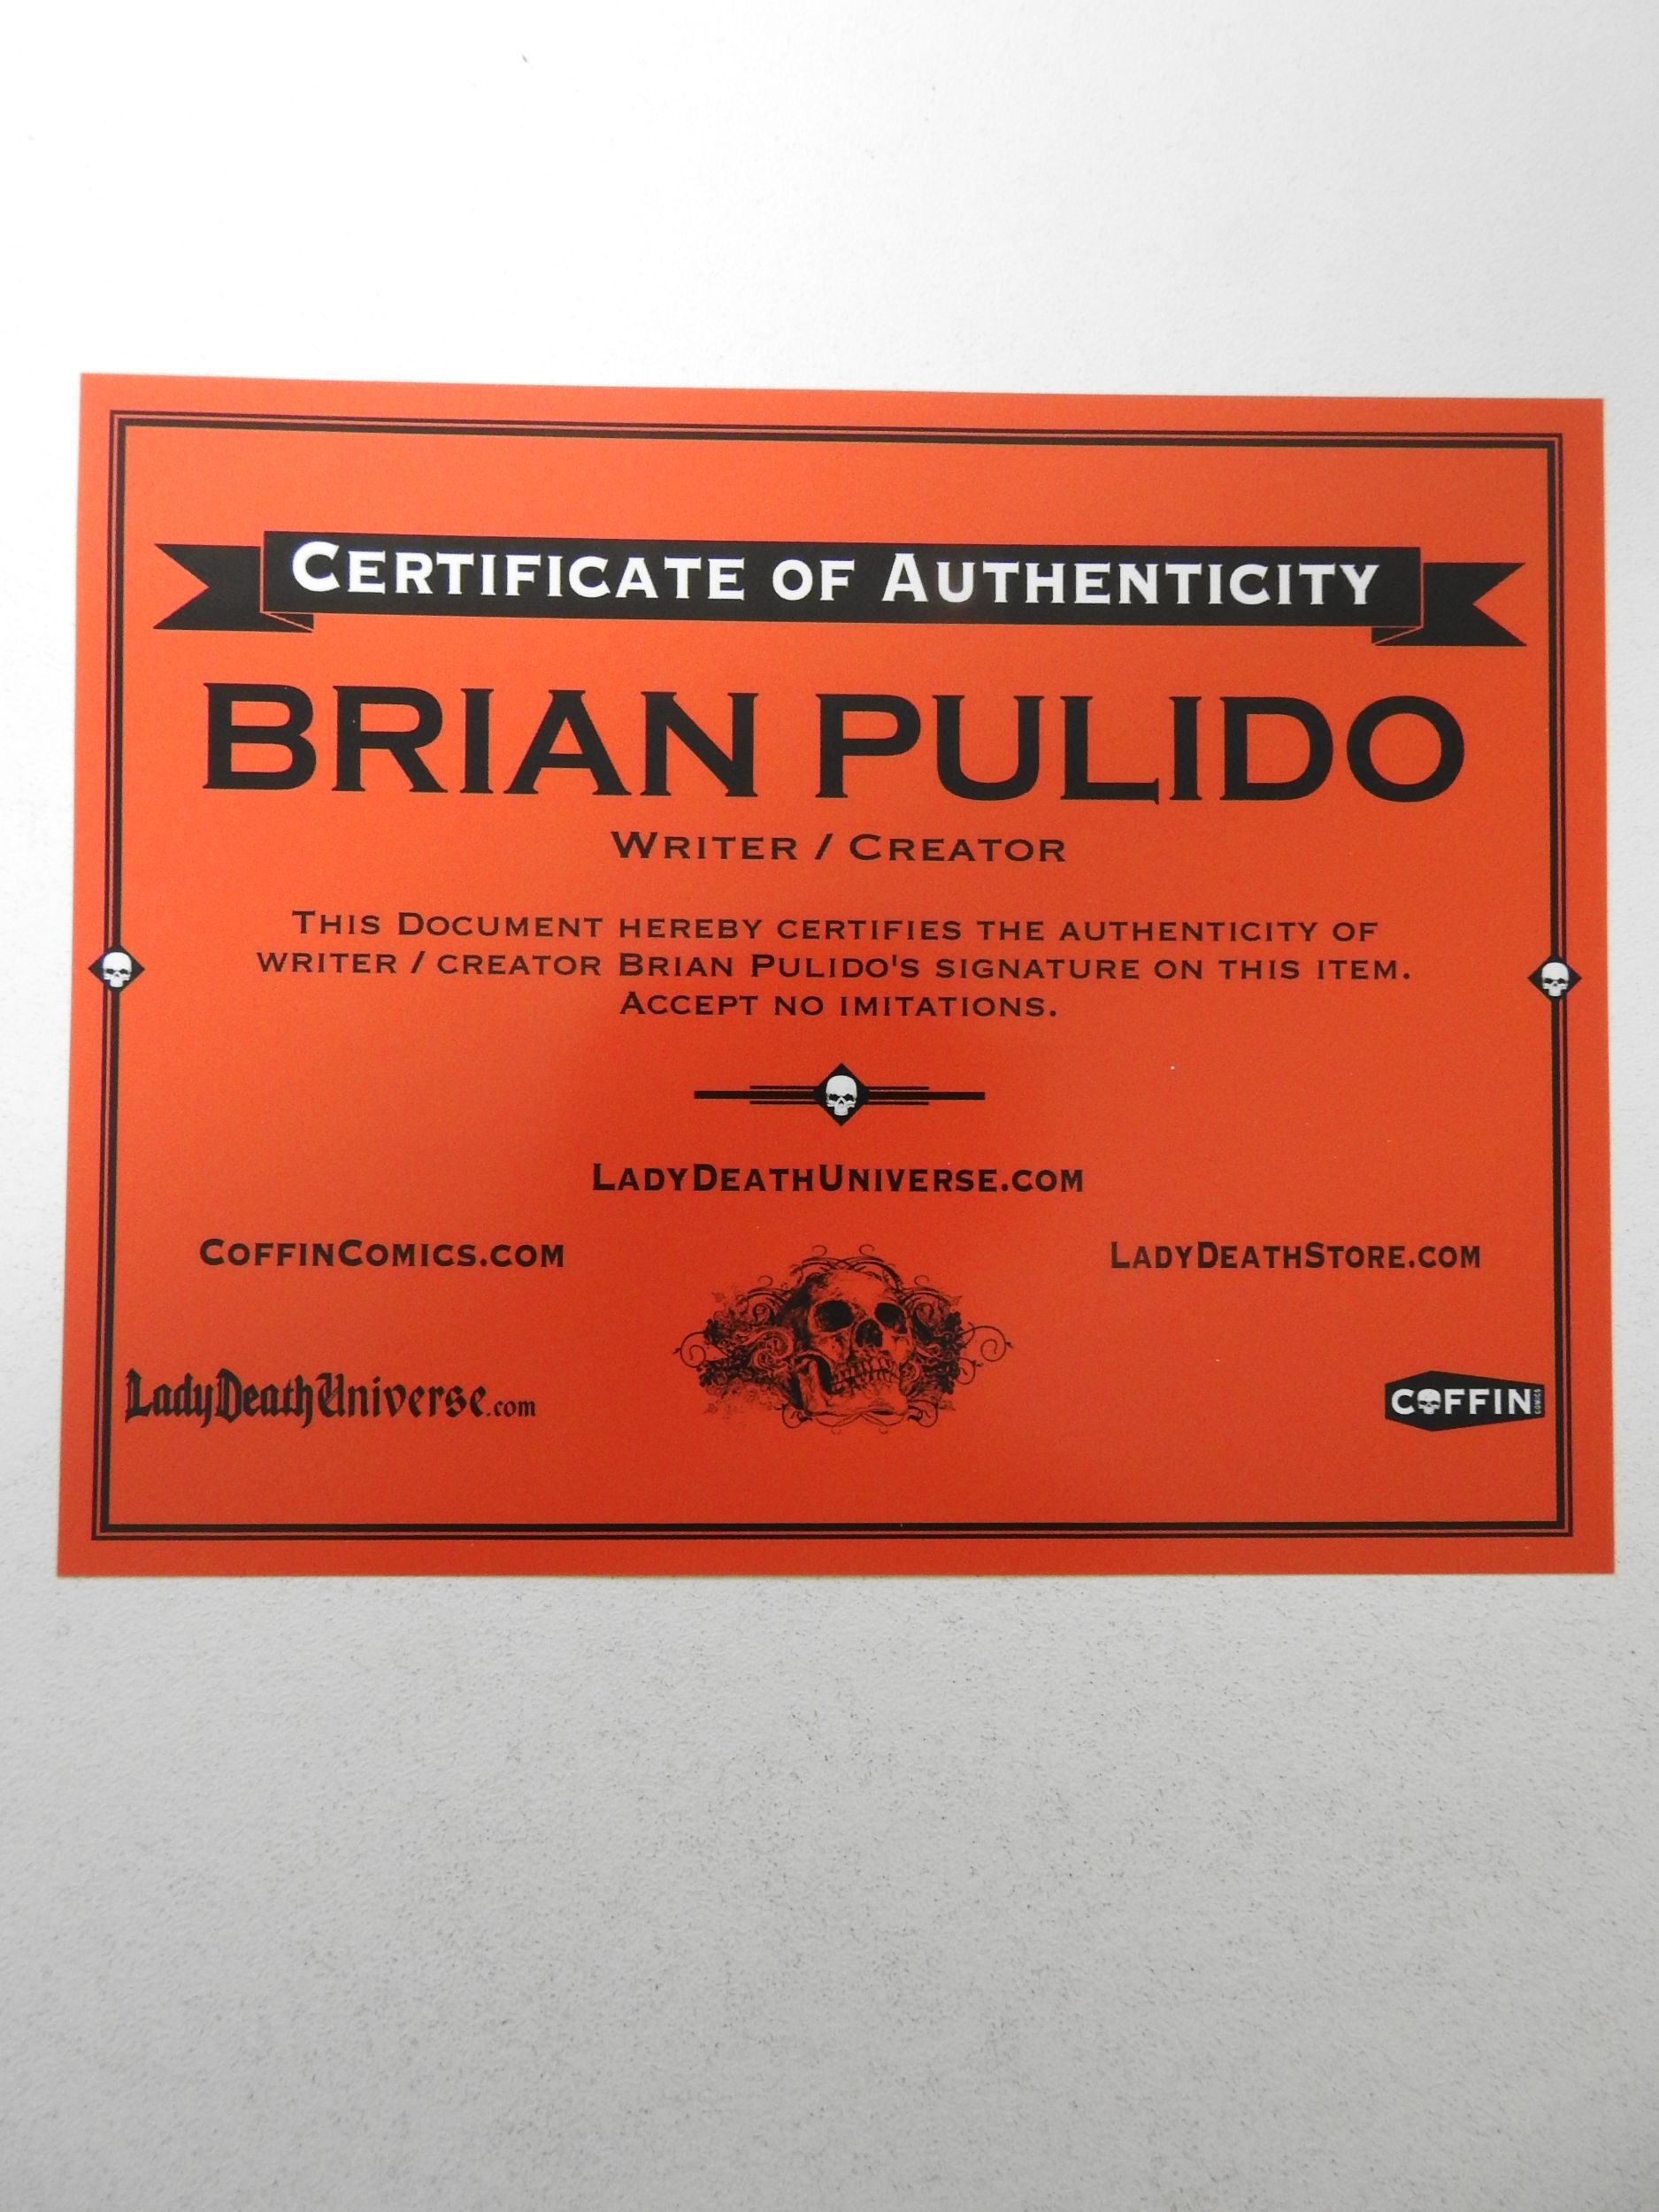 CERTIFICATE OF AUTHENTICITY
BRIAN PULIDO
WRITER / CREATOR
THIS DOCUMENT HEREBY CERTIFIES THE AUTHENTICITY OF
WRITER / CREATOR BRIAN PULIDO'S SIGNATURE ON THIS ITEM.
ACCEPT NO IMITATIONS.
LADYDEATHUNIVERSE.COM
COFFINCOMICS.COM
LADYDEATHSTORE.COM
LadyDeathUniverse.com
COFFIN COMICS